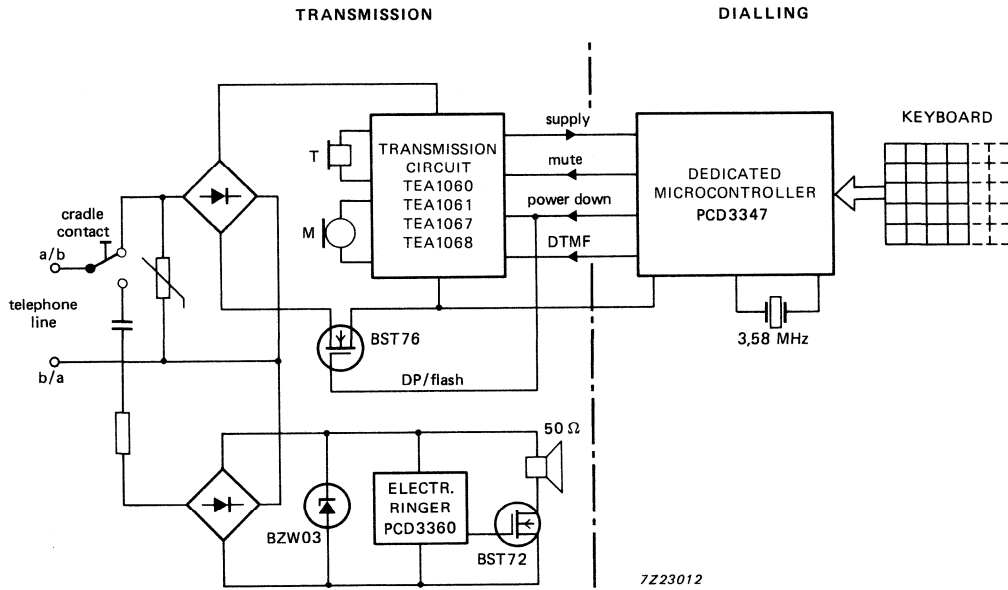 TRANSMISSION
DIALLING
supply
mute
power down
DTMF
T
M
TRANSMISSION
CIRCUIT
TEA1060
TEA1061
TEA1067
TEA1068
DEDICATED
MICROCONTROLLER
PCD3347
KEYBOARD
cradle
contact
a/b
telephone
line
b/a
BST76
DP/flash
3,58 MHz
50 Ω
ELECTR.
RINGER
PCD3360
BZW03
BST72
7Z23012